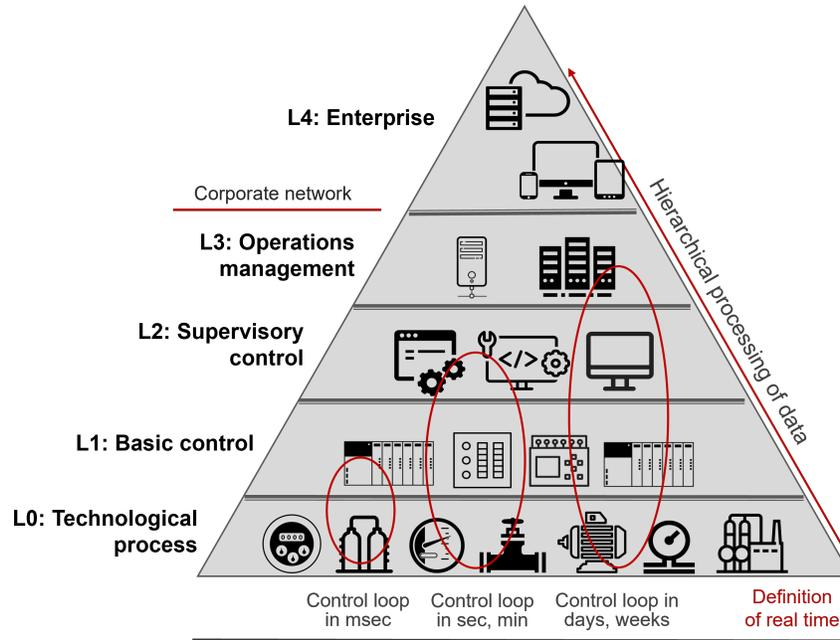 L4: Enterprise
Corporate network
L3: Operations
management
L2: Supervisory
control
L1: Basic control
L0: Technological
process
Hierarchical processing of data
</>
Control loop
in msec
Control loop
in sec, min
Control loop in
days, weeks
Definition
of real time